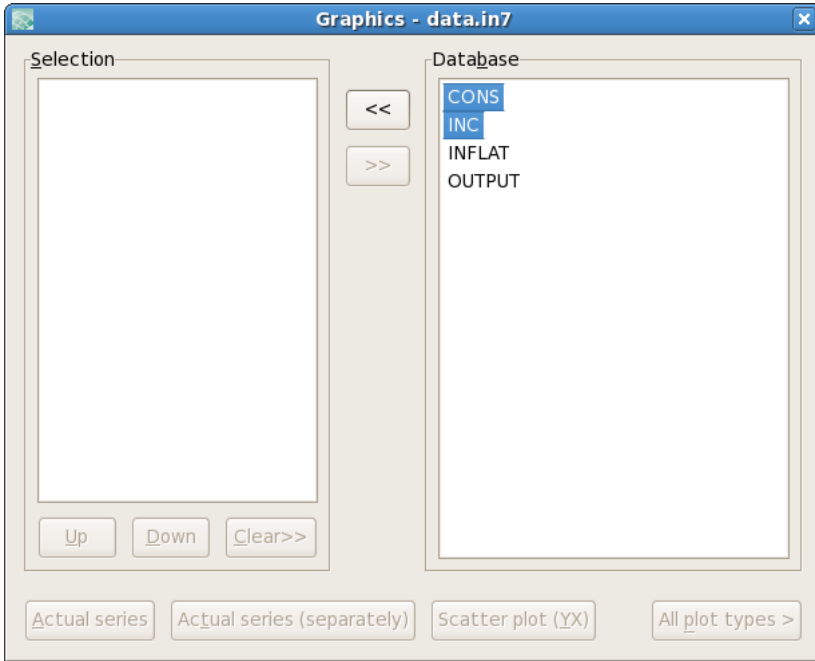 Graphics - data.in7
Selection
Database
<<
>>
CONS
INC
INFLAT
OUTPUT
Up
Down
Clear>>
Actual series
Actual series (separately)
Scatter plot (YX)
All plot types >